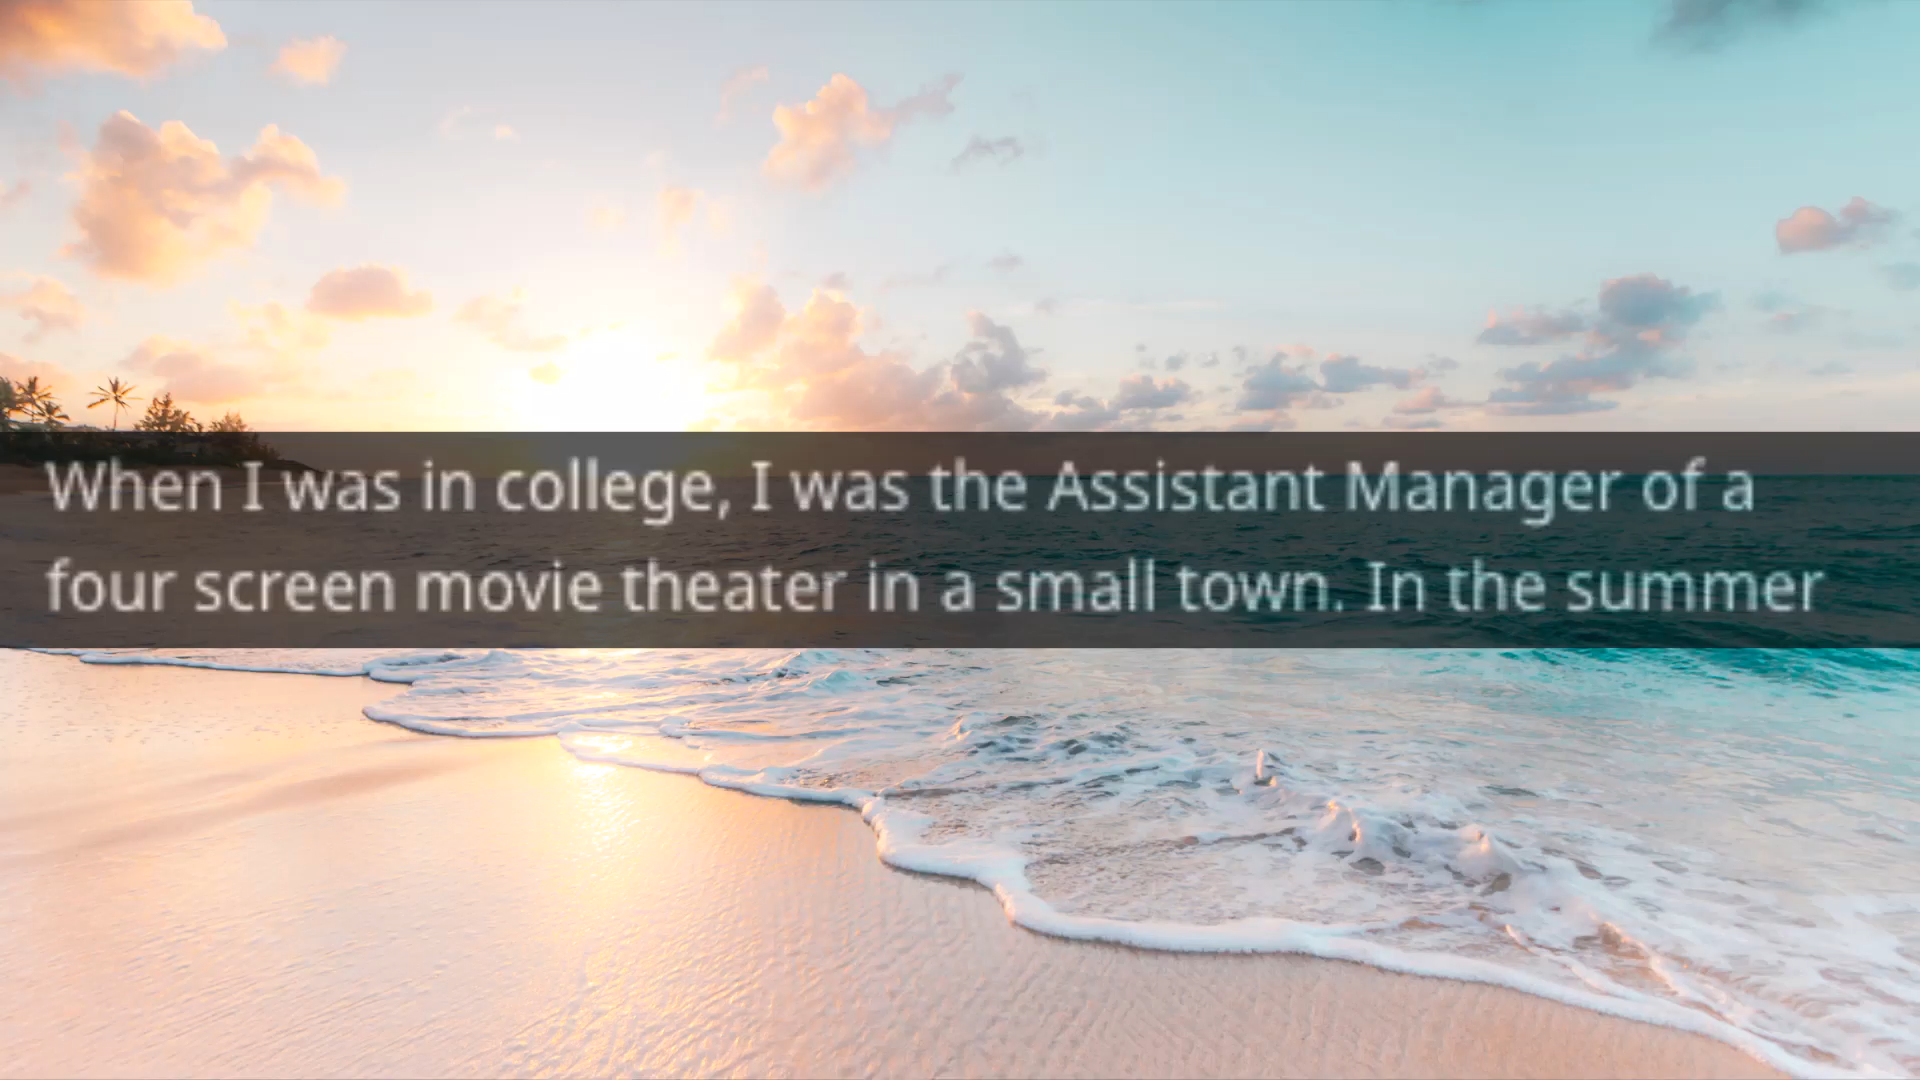 When I was in college, I was the Assistant Manager of a
four screen movie theater in a small town. In the summer